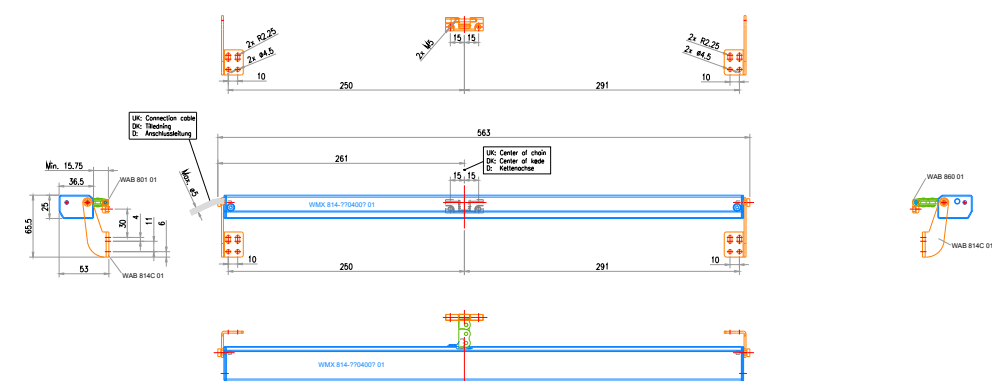 2x R2.25
2x ø4.5
10
15 15
2x M5
2x R2.25
2x ø4.5
10
250
291
UK: Connection cable
DK: Tilledning
D: Anschlussleitung
563
261
UK: Center of chain
DK: Center of kæde
D: Kettenachse
15 15
Min. 15.75
36.5
WAB 801 01
Max. ø5
65.5
25
30
4
11
6
53
WAB 814C 01
WMX 814-??0400? 01
10
250
291
10
WAB 860 01
WAB 814C 01
WMX 814-??0400? 01